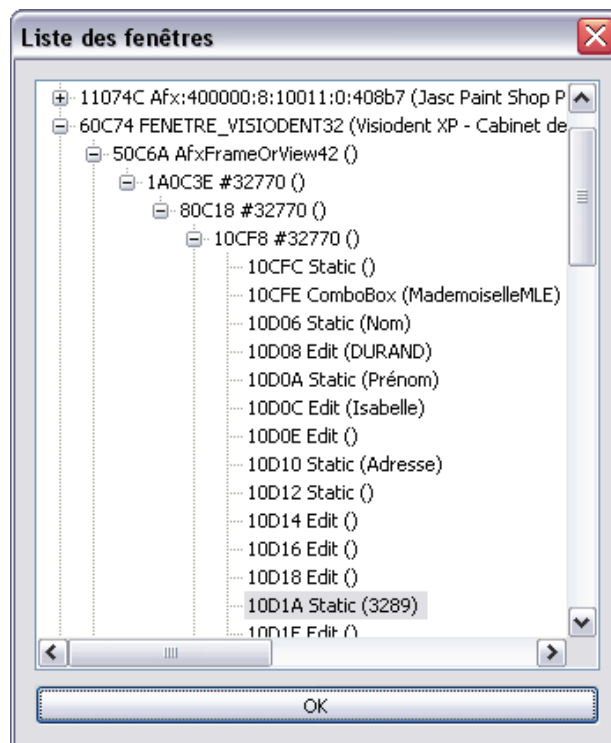 Liste des fenêtres
11074C Afx:400000:8:10011:0:408b7 (Jasc Paint Shop P
60C74 FENETRE_VISIODENT32 (Visiodent XP - Cabinet de
50C6A AfxFrameOrView42 ()
1A0C3E #32770 ()
80C18 #32770 ()
10CF8 #32770 ()
10CFC Static ()
10CFE ComboBox (MademoiselleMLE)
10D06 Static (Nom)
10D08 Edit (DURAND)
10D0A Static (Prénom)
10D0C Edit (Isabelle)
10D0E Edit ()
10D10 Static (Adresse)
10D12 Static ()
10D14 Edit ()
10D16 Edit ()
10D18 Edit ()
10D1A Static (3289)
10D1E Edit ()
OK